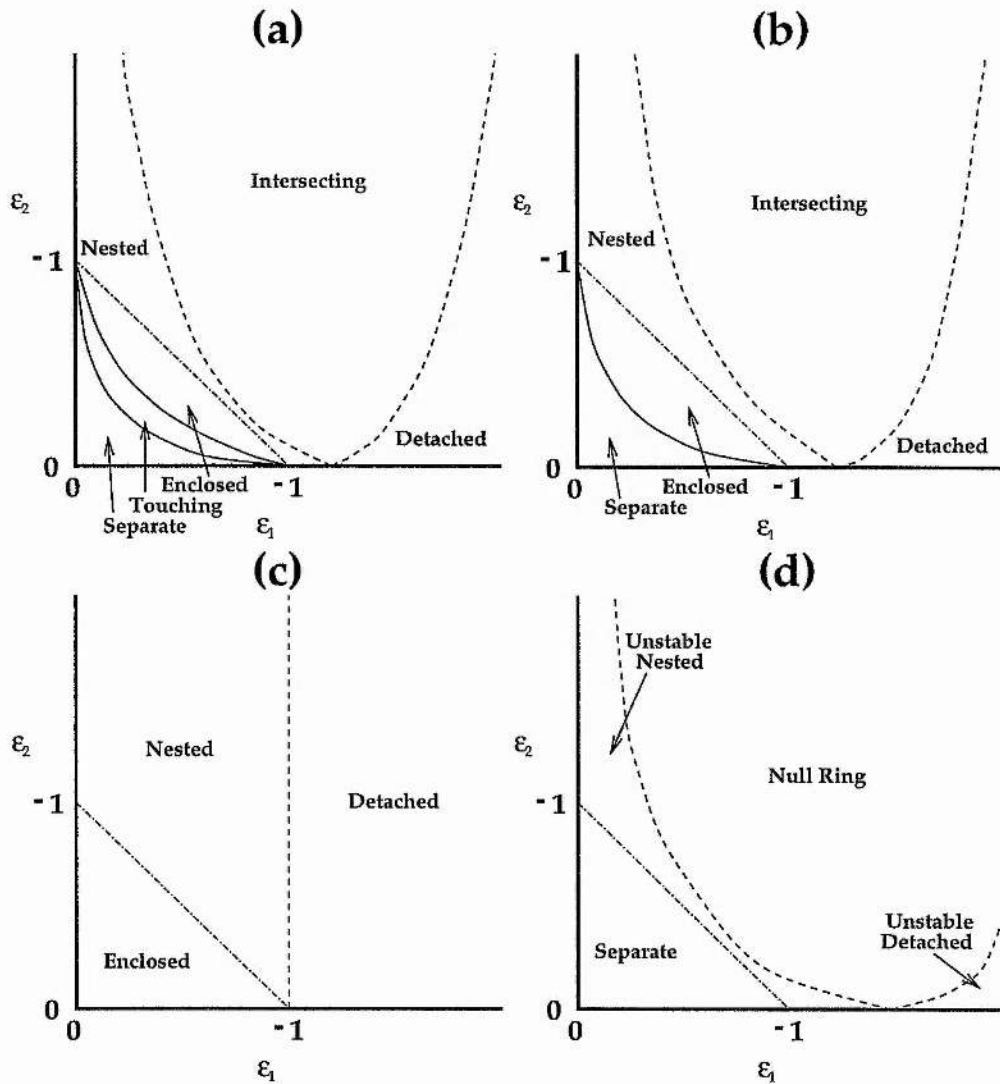 (a)
Intersecting
ε2
-1
Nested
Detached
0
0
-1
Enclosed
Touching
Separate
ε1
(b)
Intersecting
ε2
-1
Nested
Detached
0
0
-1
Enclosed
Separate
ε1
(c)
ε2
Nested
Detached
-1
Enclosed
0
0
-1
ε1
(d)
Unstable
Nested
ε2
Null Ring
-1
Unstable
Detached
Separate
0
0
-1
ε1